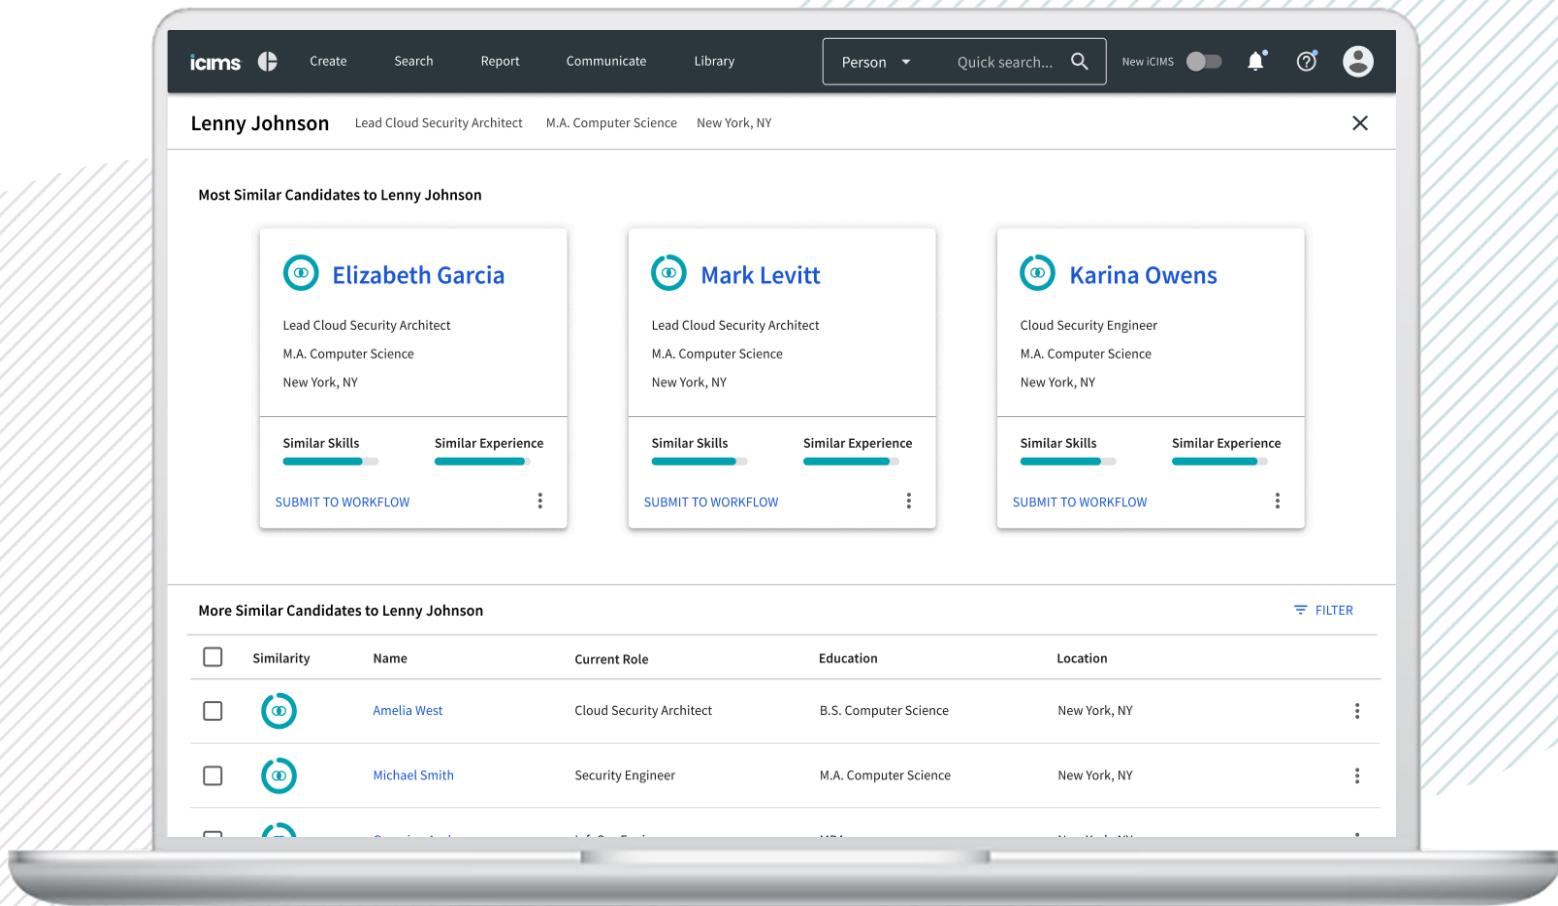 icims Create Search Report Communicate Library Person Quick search... New iCIMS
Lenny Johnson Lead Cloud Security Architect M.A. Computer Science New York, NY
Most Similar Candidates to Lenny Johnson
Elizabeth Garcia
Lead Cloud Security Architect
M.A. Computer Science
New York, NY
Similar Skills Similar Experience
SUBMIT TO WORKFLOW
Mark Levitt
Lead Cloud Security Architect
M.A. Computer Science
New York, NY
Similar Skills Similar Experience
SUBMIT TO WORKFLOW
Karina Owens
Cloud Security Engineer
M.A. Computer Science
New York, NY
Similar Skills Similar Experience
SUBMIT TO WORKFLOW
More Similar Candidates to Lenny Johnson FILTER
Similarity Name Current Role Education Location
Amelia West Cloud Security Architect B.S. Computer Science New York, NY
Michael Smith Security Engineer M.A. Computer Science New York, NY